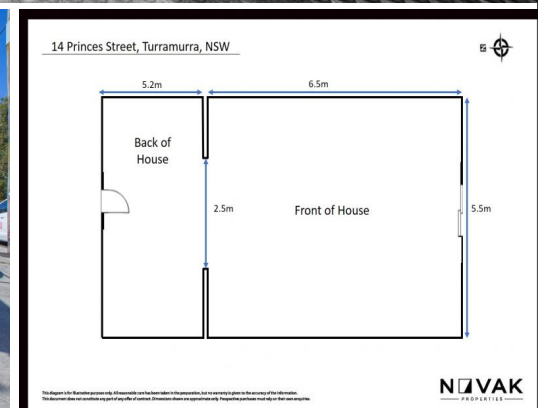 14 Princes Street, Turramurra, NSW
5.2m
6.5m
Back of
House
2.5m
Front of House
5.5m
This diagram is for illustrative purposes only. All reasonable care has been taken in the preparation, but no warranty is given to the accuracy of the information.
This document does not constitute any part of any offer of contract. Dimensions shown are approximate only. Prospective purchases must rely on their own enquiries.
NOVAK
PROPERTIES